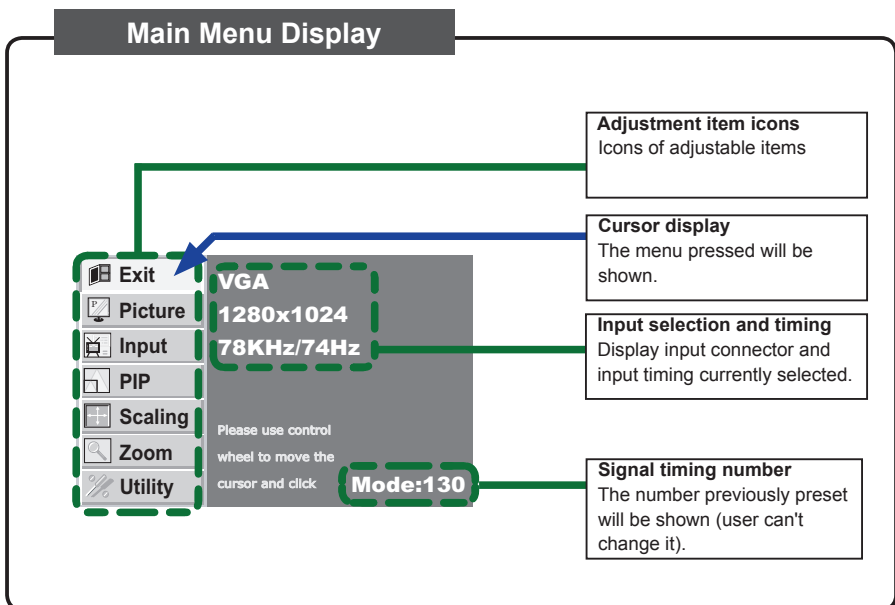 Main Menu Display
Adjustment item icons
Icons of adjustable items
Cursor display
The menu pressed will be
shown.
Input selection and timing
Display input connector and
input timing currently selected.
Signal timing number
The number previously preset
will be shown (user can't
change it).
Exit
Picture
Input
PIP
Scaling
Zoom
Utility
VGA
1280x1024
78KHz/74Hz
Please use control
wheel to move the
cursor and click
Mode:130